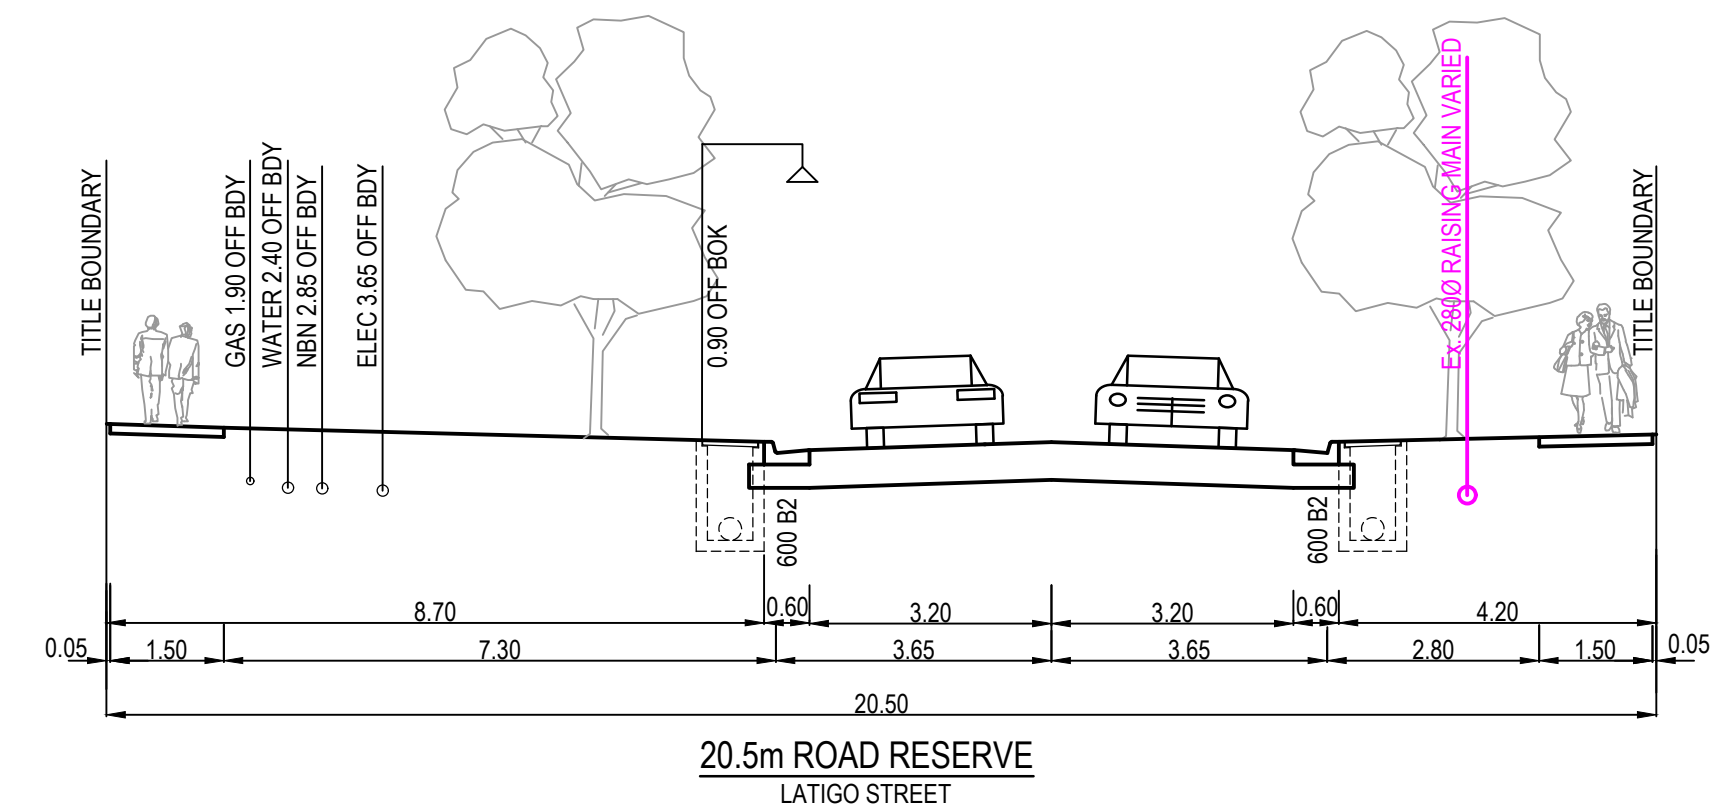 TITLE BOUNDARY
GAS 1.90 OFF BDY
WATER 2.40 OFF BDY
NBN 2.85 OFF BDY
ELEC 3.65 OFF BDY
0.90 OFF BOK
Ex. 280Ø RAISING MAIN VARIED
TITLE BOUNDARY
600 B2
600 B2
8.70
0.60
3.20
3.20
0.60
4.20
0.05
1.50
7.30
3.65
3.65
2.80
1.50
0.05
20.50
20.5m ROAD RESERVE
LATIGO STREET